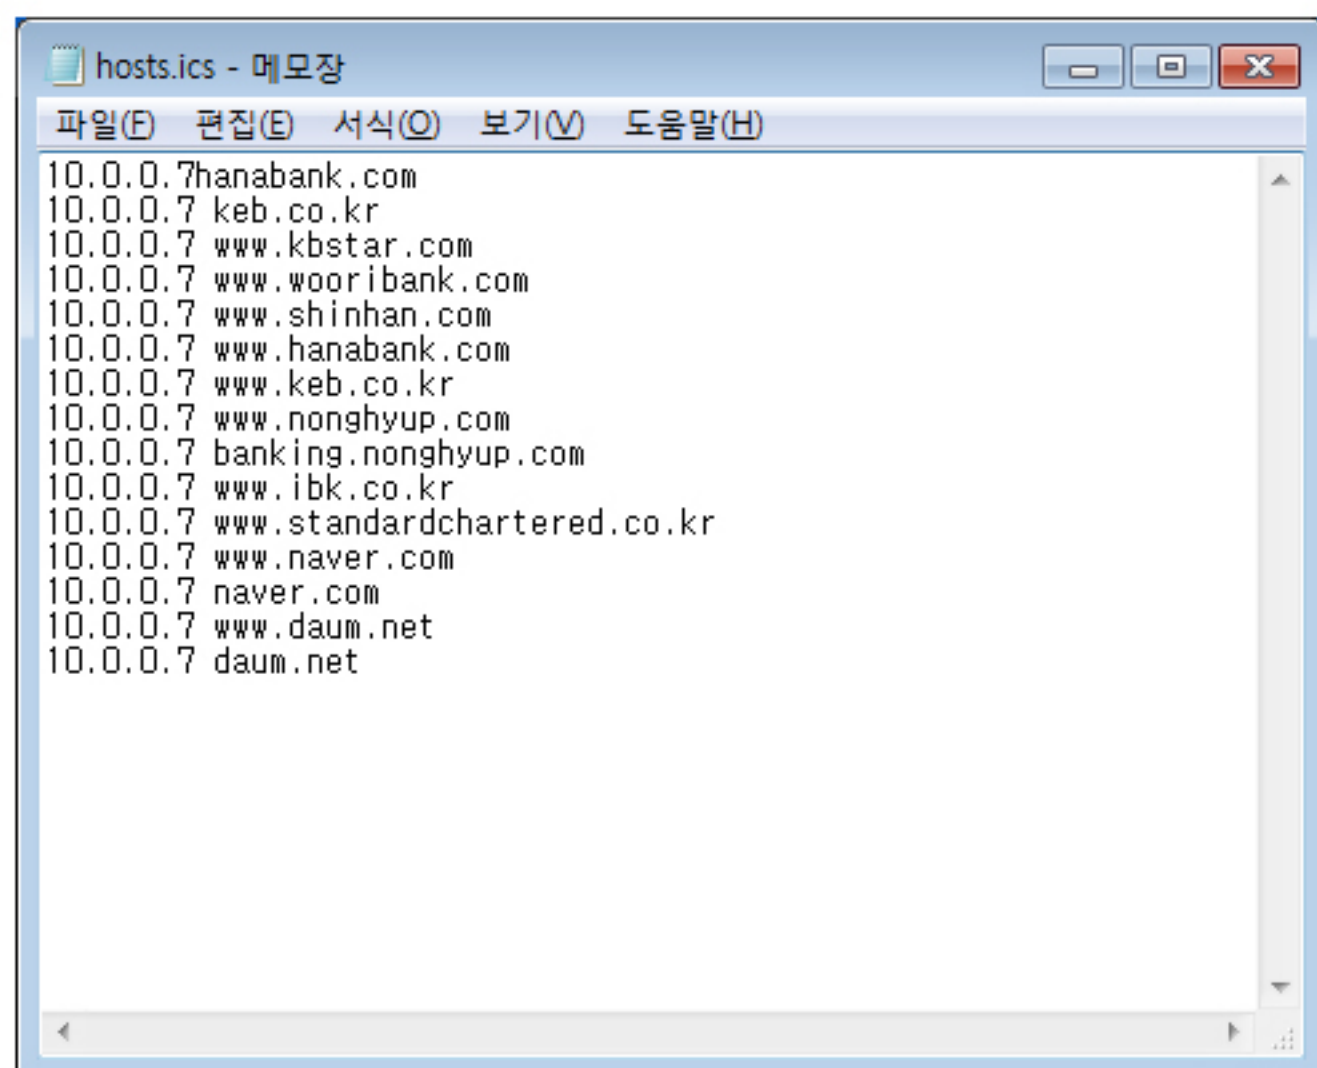 hosts.ics - 메모장
파일(F) 편집(E) 서식(O) 보기(V) 도움말(H)
10.0.0.7hanabank.com
10.0.0.7 keb.co.kr
10.0.0.7 www.kbstar.com
10.0.0.7 www.wooribank.com
10.0.0.7 www.shinhan.com
10.0.0.7 www.hanabank.com
10.0.0.7 www.keb.co.kr
10.0.0.7 www.nonghyup.com
10.0.0.7 banking.nonghyup.com
10.0.0.7 www.ibk.co.kr
10.0.0.7 www.standardchartered.co.kr
10.0.0.7 www.naver.com
10.0.0.7 naver.com
10.0.0.7 www.daum.net
10.0.0.7 daum.net